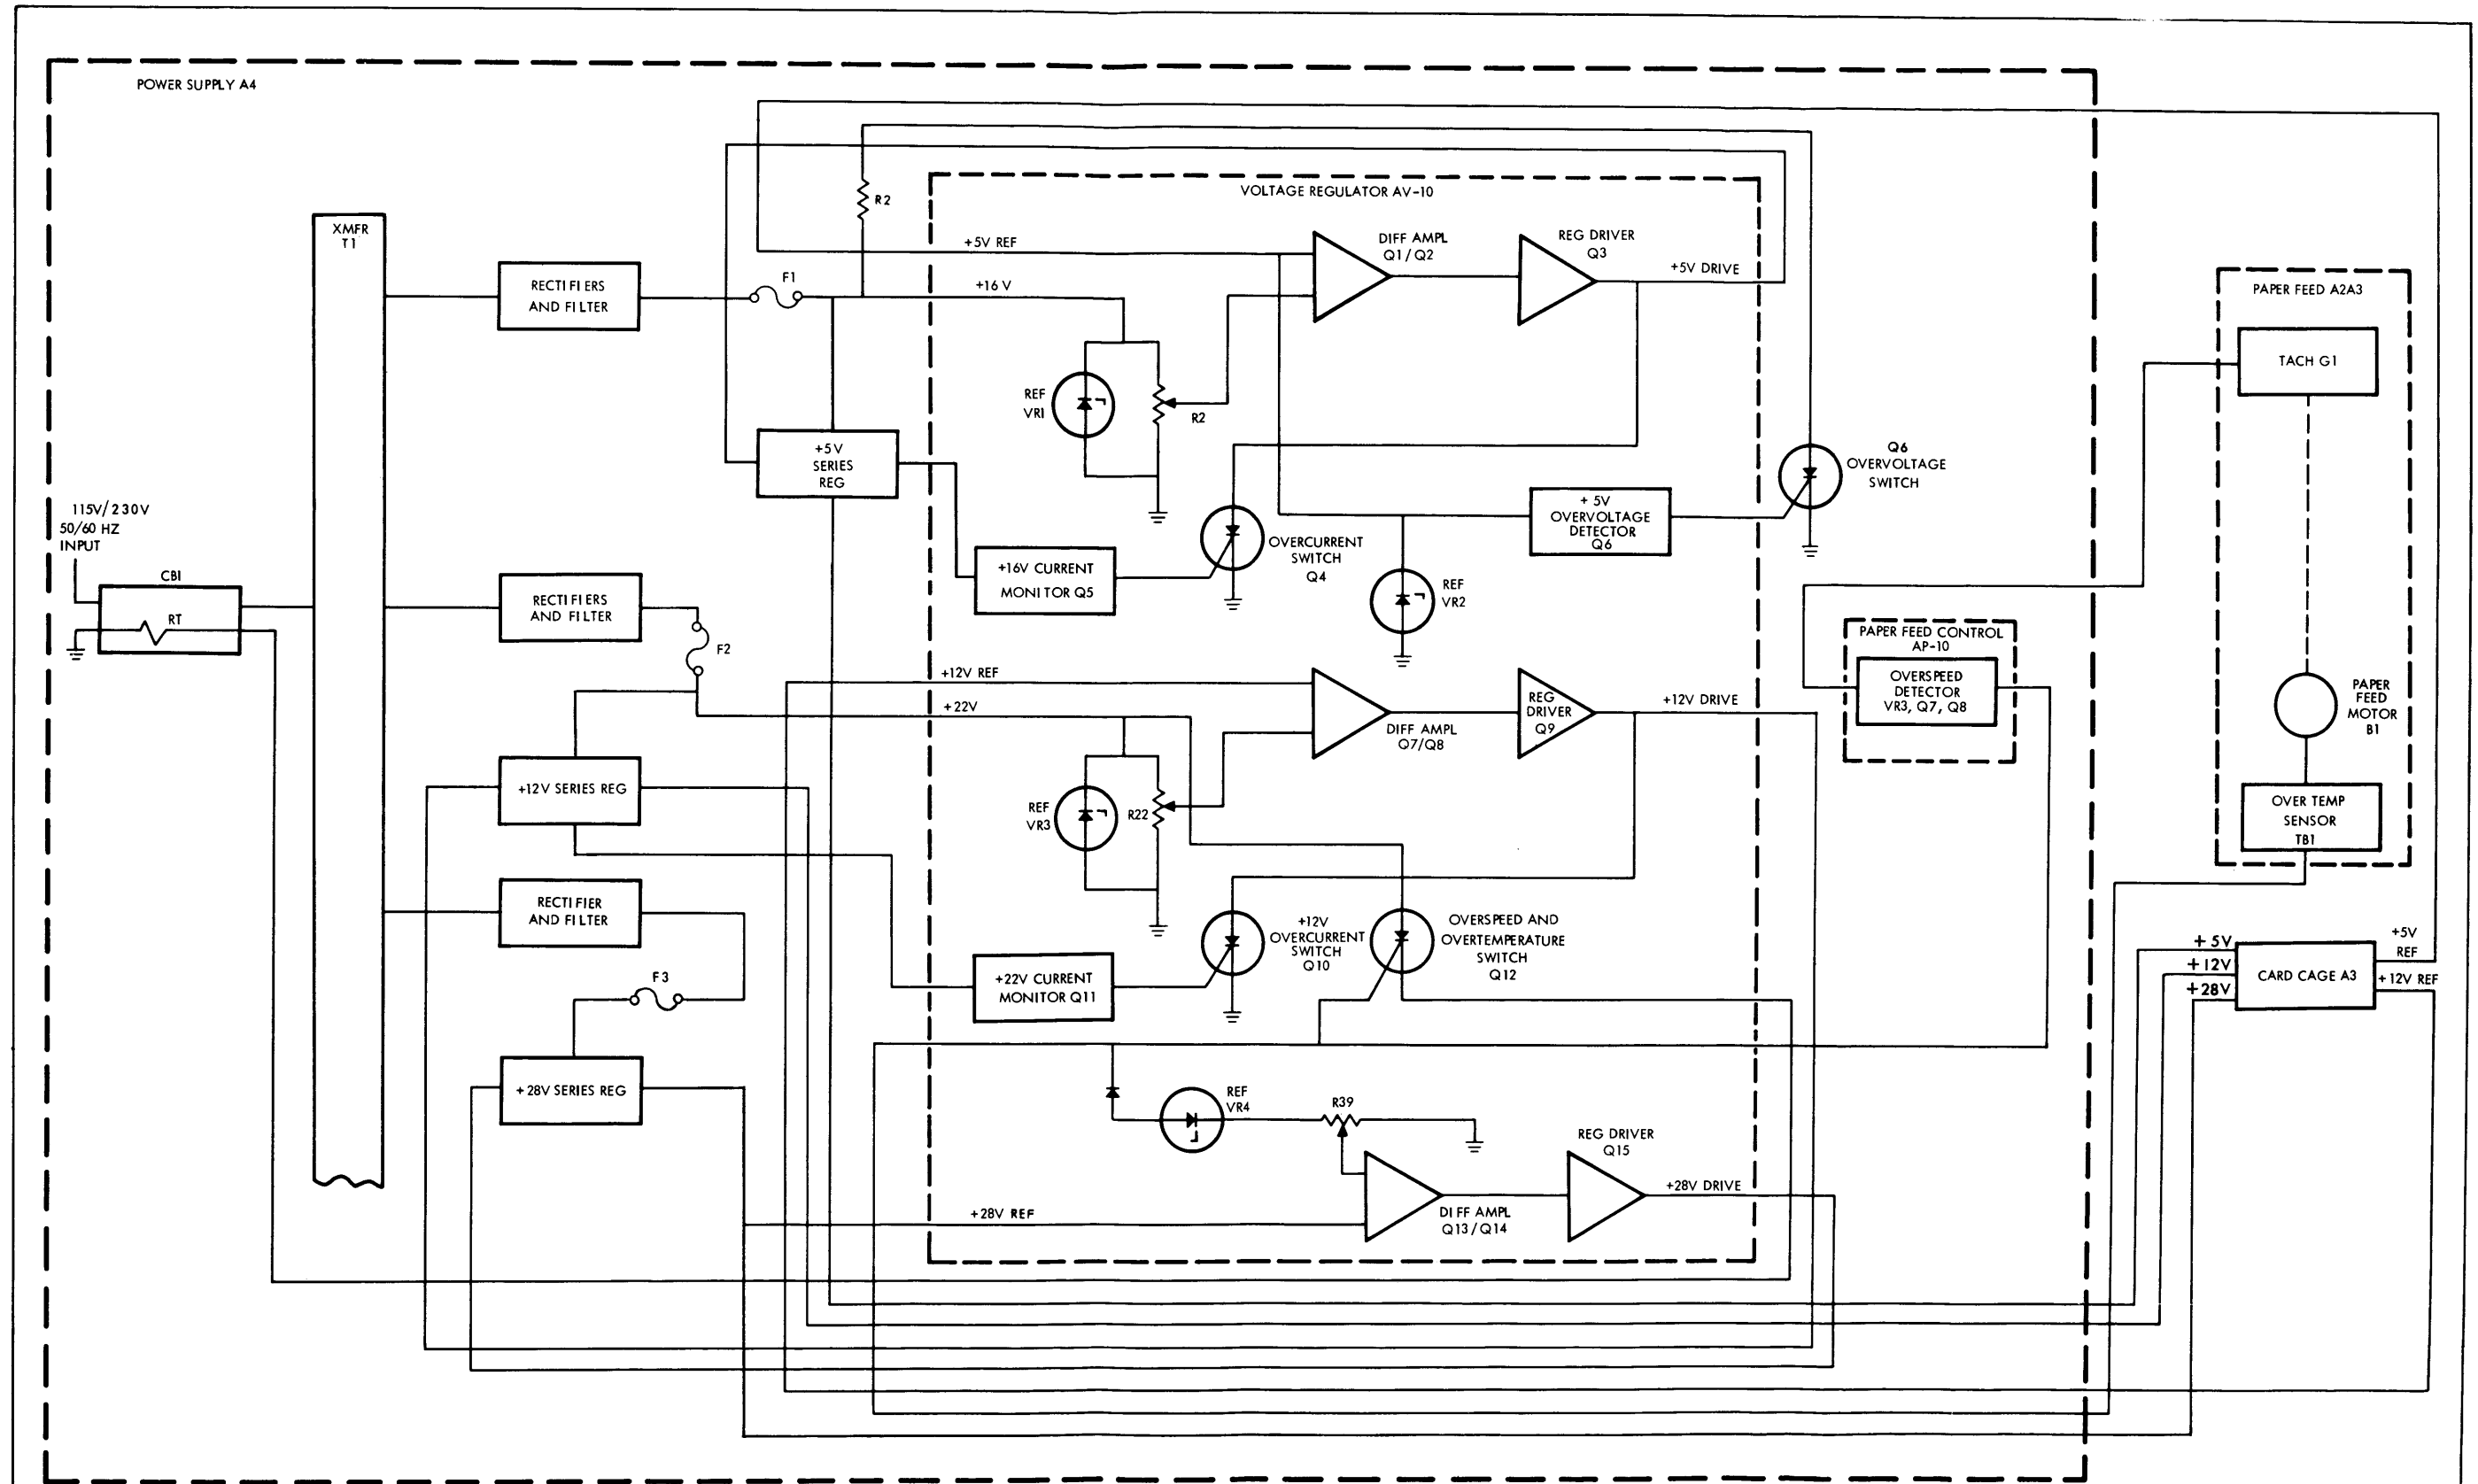 POWER SUPPLY A4
VOLTAGE REGULATOR AV-10
XMFR
T1
RECTIFIERS
AND FILTER
F1
R2
+5V REF
+16 V
DIFF AMPL
Q1/Q2
REG DRIVER
Q3
+5V DRIVE
REF
VR1
R2
+5V
SERIES
REG
+16V CURRENT
MONITOR Q5
OVERCURRENT
SWITCH
Q4
+ 5V
OVERVOLTAGE
DETECTOR
Q6
REF
VR2
Q6
OVERVOLTAGE
SWITCH
PAPER FEED A2A3
TACH G1
PAPER
FEED
MOTOR
B1
OVER TEMP
SENSOR
TB1
PAPER FEED CONTROL
AP-10
OVERSPEED
DETECTOR
VR3, Q7, Q8
115V/230V
50/60 HZ
INPUT
CB1
RT
RECTIFIERS
AND FILTER
F2
+12V REF
+22V
DIFF AMPL
Q7/Q8
REG
DRIVER
Q9
+12V DRIVE
+12V SERIES REG
REF
VR3
R22
RECTIFIER
AND FILTER
F3
+22V CURRENT
MONITOR Q11
+12V
OVERCURRENT
SWITCH
Q10
OVERSPEED AND
OVERTEMPERATURE
SWITCH
Q12
+ 5V
+12V
+28V
CARD CAGE A3
+5V
REF
+12V REF
+28V SERIES REG
REF
VR4
R39
REG DRIVER
Q15
+28V DRIVE
+28V REF
DIFF AMPL
Q13/Q14